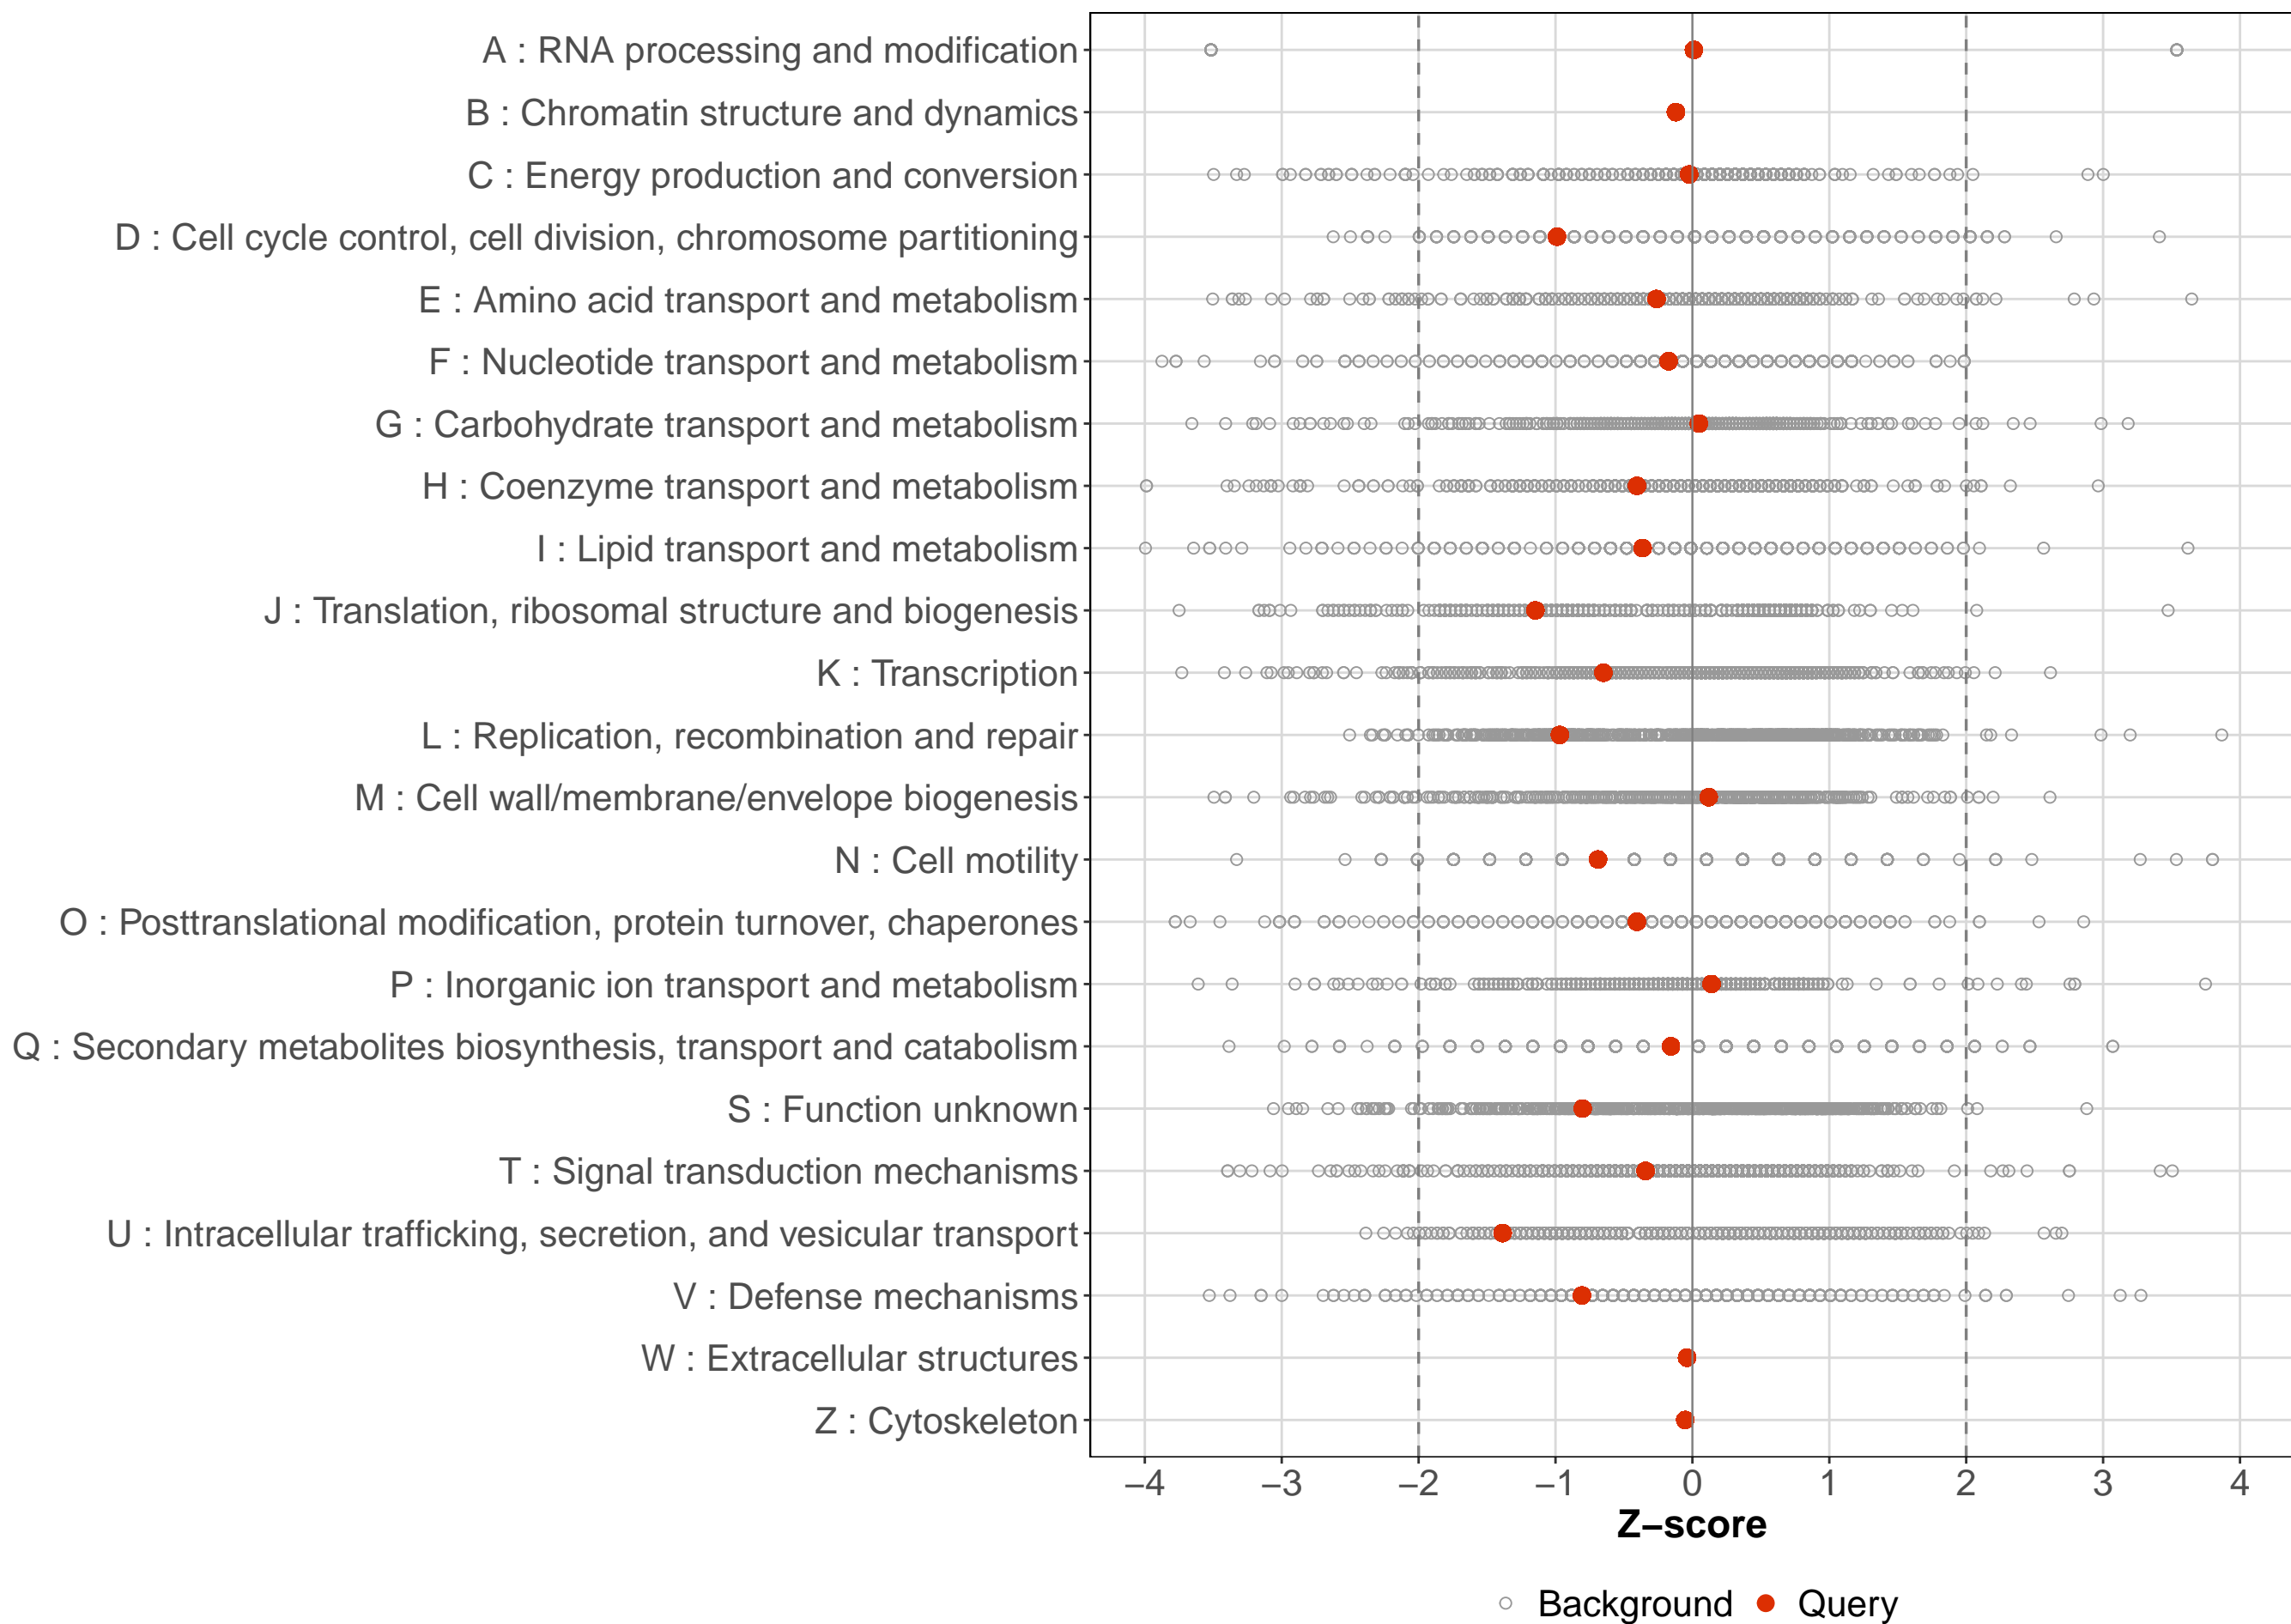 A : RNA processing and modification
B : Chromatin structure and dynamics
C : Energy production and conversion
D : Cell cycle control, cell division, chromosome partitioning
E : Amino acid transport and metabolism
F : Nucleotide transport and metabolism
G : Carbohydrate transport and metabolism
H : Coenzyme transport and metabolism
I : Lipid transport and metabolism
J : Translation, ribosomal structure and biogenesis
K : Transcription
L : Replication, recombination and repair
M : Cell wall/membrane/envelope biogenesis
N : Cell motility
O : Posttranslational modification, protein turnover, chaperones
P : Inorganic ion transport and metabolism
Q : Secondary metabolites biosynthesis, transport and catabolism
S : Function unknown
T : Signal transduction mechanisms
U : Intracellular trafficking, secretion, and vesicular transport
V : Defense mechanisms
W : Extracellular structures
Z : Cytoskeleton
−4 −3 −2 −1 0 1 2 3 4
Z−score
Background Query